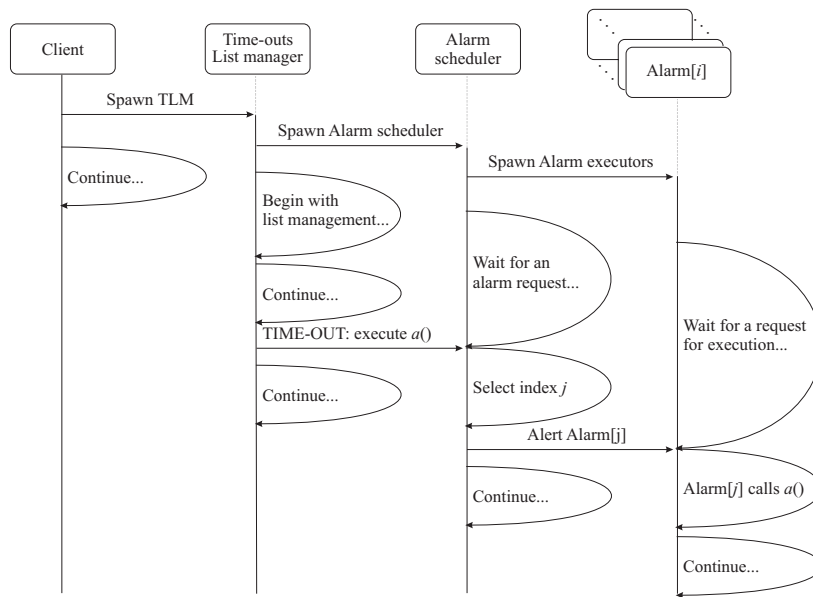 Client
Time-outs
List manager
Alarm
scheduler
Alarm[i]
Spawn TLM
Spawn Alarm scheduler
Spawn Alarm executors
Continue...
Begin with
list management...
Wait for an
alarm request...
Continue...
TIME-OUT: execute a()
Wait for a request
for execution...
Continue...
Select index j
Alert Alarm[j]
Continue...
Alarm[j] calls a()
Continue...